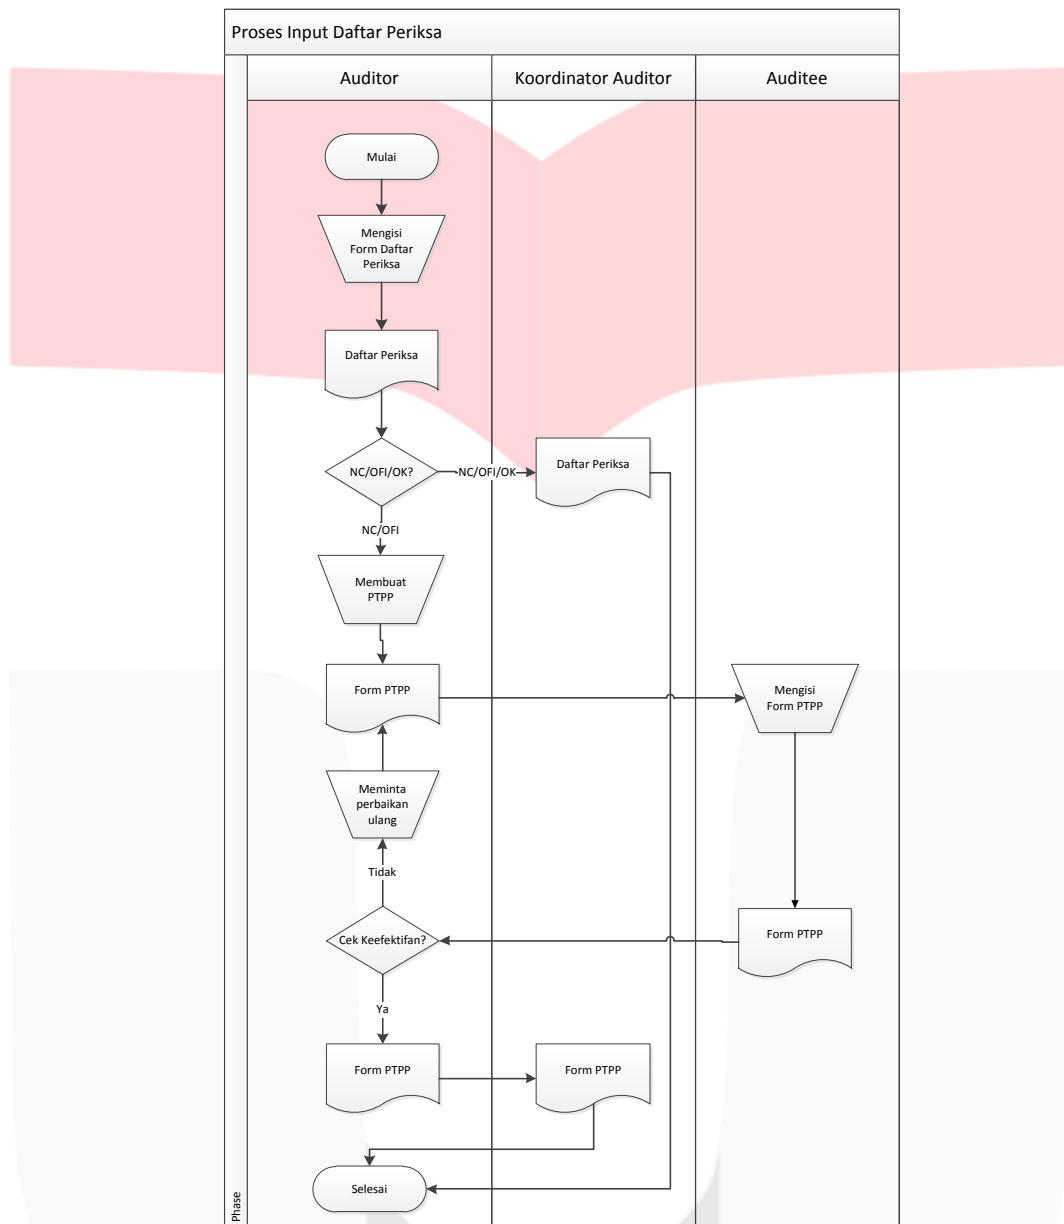 Proses Input Daftar Periksa
Auditor
Koordinator Auditor
Auditee
Mulai
Mengisi
Form Daftar
Periksa
Daftar Periksa
NC/OFI/OK?
NC/OFI/OK
Daftar Periksa
NC/OFI
Membuat
PTPP
Form PTPP
Mengisi
Form PTPP
Meminta
perbaikan
ulang
Tidak
Cek Keefektifan?
Form PTPP
Ya
Form PTPP
Form PTPP
Selesai
Phase